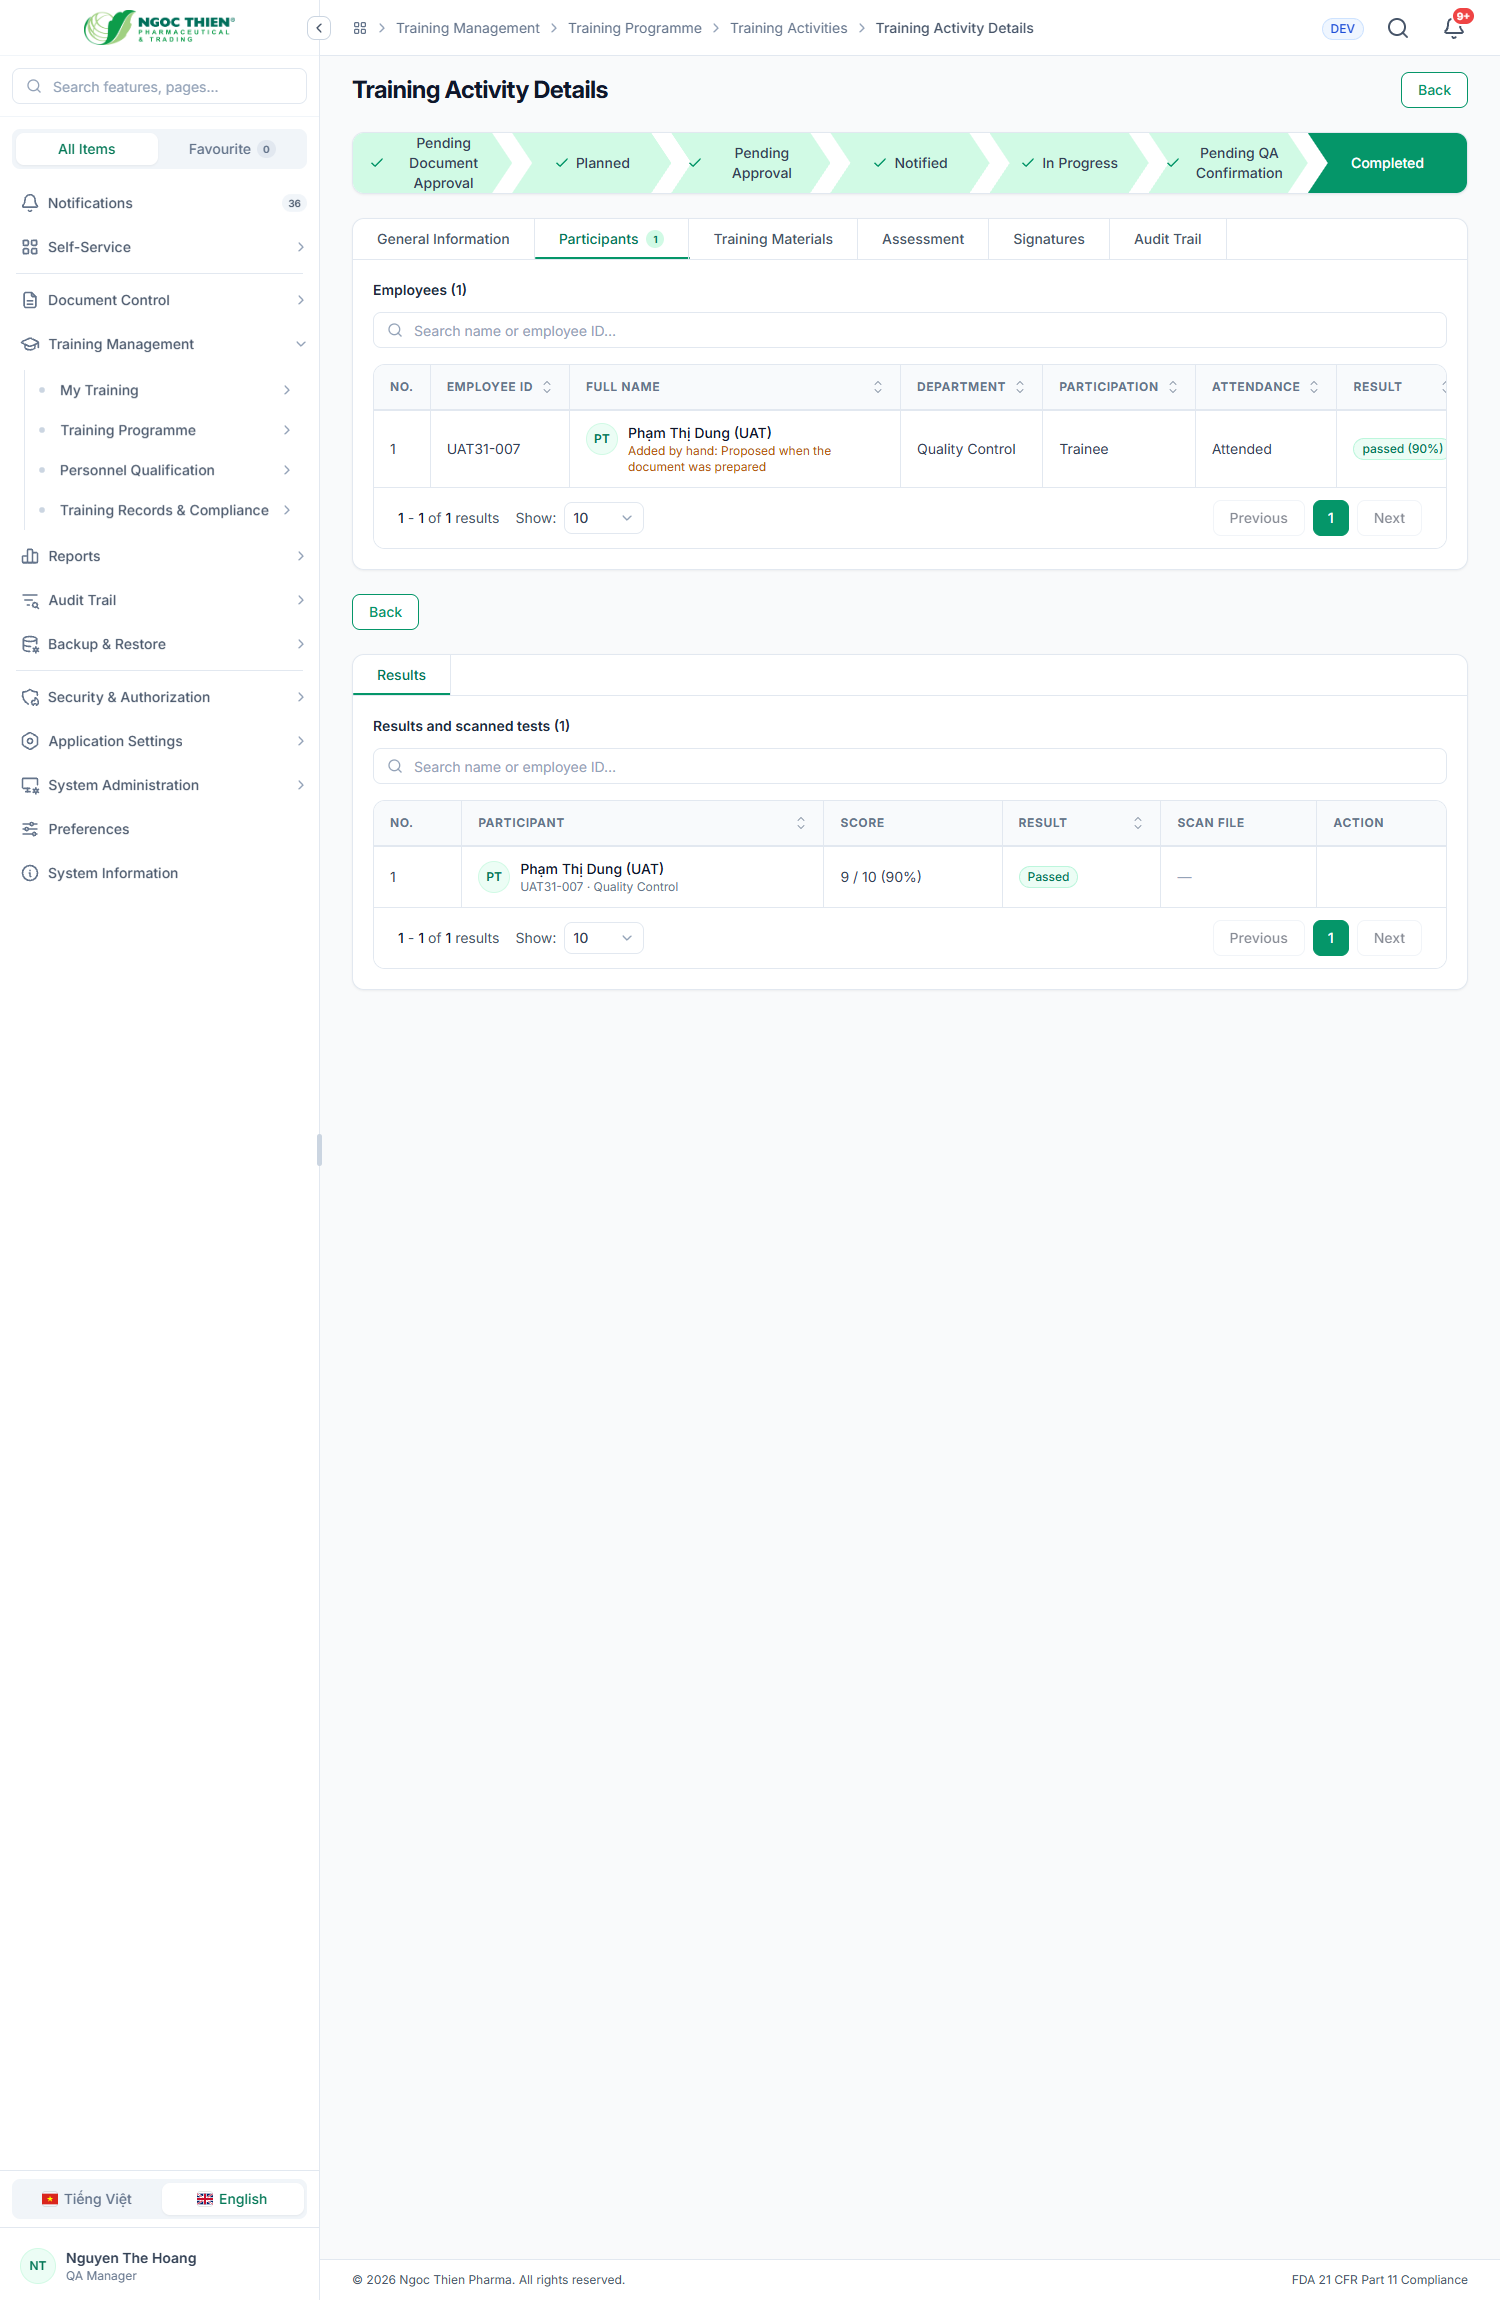 NGOC THIEN®
PHARMACEUTICAL
& TRADING
Search features, pages...
All Items
Favourite 0
Notifications 36
Self-Service
Document Control
Training Management
My Training
Training Programme
Personnel Qualification
Training Records & Compliance
Reports
Audit Trail
Backup & Restore
Security & Authorization
Application Settings
System Administration
Preferences
System Information
Tiếng Việt
English
NT
Nguyen The Hoang
QA Manager
Training Management > Training Programme > Training Activities > Training Activity Details
DEV
9+
Training Activity Details
Back
Pending
Document
Approval
Planned
Pending
Approval
Notified
In Progress
Pending QA
Confirmation
Completed
General Information
Participants 1
Training Materials
Assessment
Signatures
Audit Trail
Employees (1)
Search name or employee ID...
NO. EMPLOYEE ID FULL NAME DEPARTMENT PARTICIPATION ATTENDANCE RESULT
1 UAT31-007 PT Phạm Thị Dung (UAT) Quality Control Trainee Attended passed (90%)
Added by hand: Proposed when the
document was prepared
1 - 1 of 1 results Show: 10 Previous 1 Next
Back
Results
Results and scanned tests (1)
Search name or employee ID...
NO. PARTICIPANT SCORE RESULT SCAN FILE ACTION
1 PT Phạm Thị Dung (UAT) 9 / 10 (90%) Passed —
UAT31-007 · Quality Control
1 - 1 of 1 results Show: 10 Previous 1 Next
© 2026 Ngoc Thien Pharma. All rights reserved.
FDA 21 CFR Part 11 Compliance